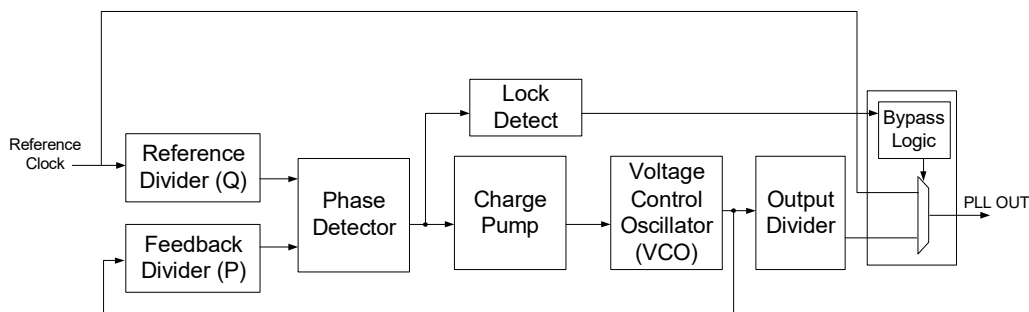 Reference
Clock
Reference
Divider (Q)
Feedback
Divider (P)
Phase
Detector
Lock
Detect
Charge
Pump
Voltage
Control
Oscillator
(VCO)
Output
Divider
Bypass
Logic
PLL OUT